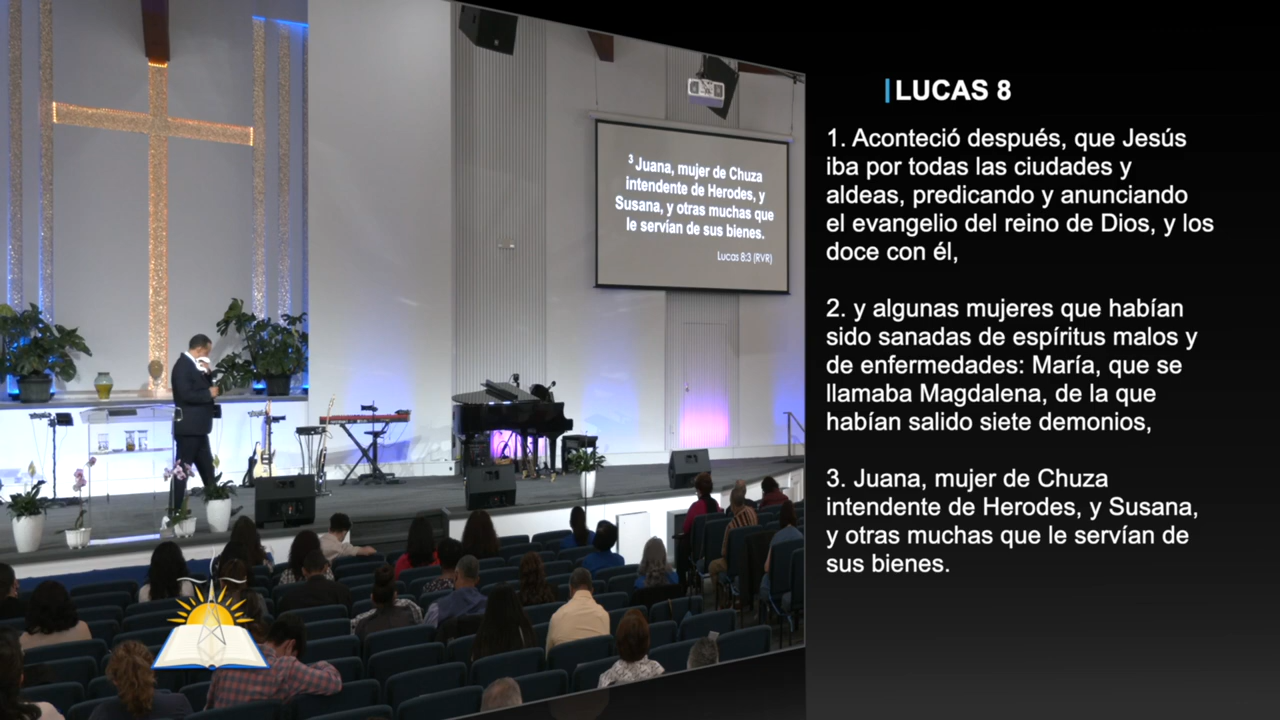 3 Juana, mujer de Chuza
intendente de Herodes, y
Susana, y otras muchas que
le servían de sus bienes.
Lucas 8:3 (RVR)
LUCAS 8
1. Aconteció después, que Jesús
iba por todas las ciudades y
aldeas, predicando y anunciando
el evangelio del reino de Dios, y los
doce con él,
2. y algunas mujeres que habían
sido sanadas de espíritus malos y
de enfermedades: María, que se
llamaba Magdalena, de la que
habían salido siete demonios,
3. Juana, mujer de Chuza
intendente de Herodes, y Susana,
y otras muchas que le servían de
sus bienes.